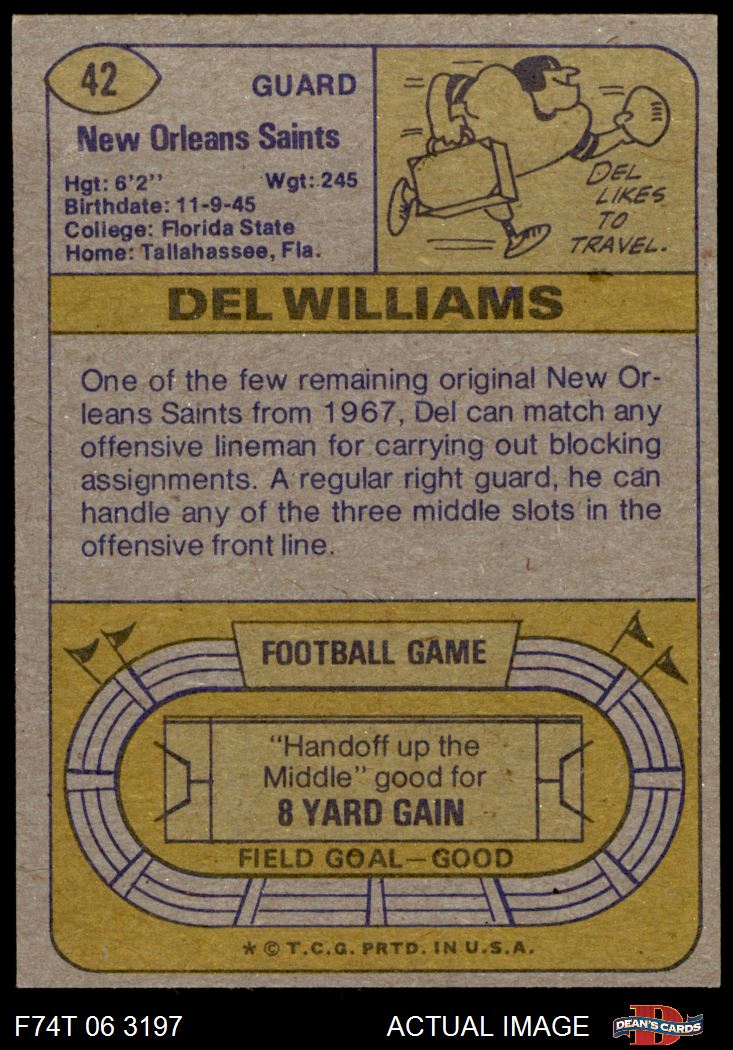 42
GUARD
New Orleans Saints
Hgt: 6'2'' Wgt: 245
Birthdate: 11-9-45
College: Florida State
Home: Tallahassee, Fla.
DEL
LIKES
TO
TRAVEL.
DEL WILLIAMS
One of the few remaining original New Or-
leans Saints from 1967, Del can match any
offensive lineman for carrying out blocking
assignments. A regular right guard, he can
handle any of the three middle slots in the
offensive front line.
FOOTBALL GAME
"Handoff up the
Middle" good for
8 YARD GAIN
FIELD GOAL—GOOD
* © T.C.G. PRTD. IN U.S.A.
F74T 06 3197 ACTUAL IMAGE
D
DEAN'S CARDS